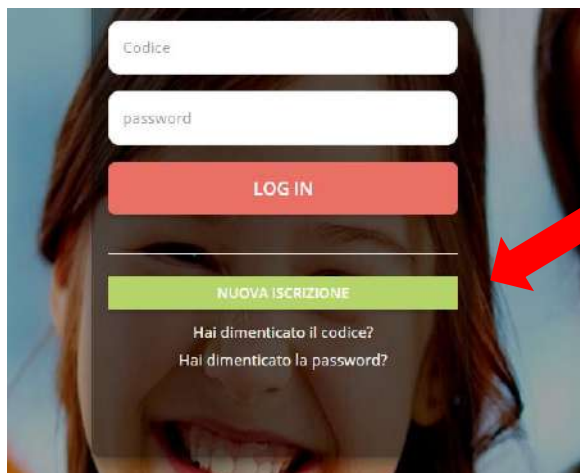 Codice
password
LOG IN
NUOVA ISCRIZIONE
Hai dimenticato il codice?
Hai dimenticato la password?